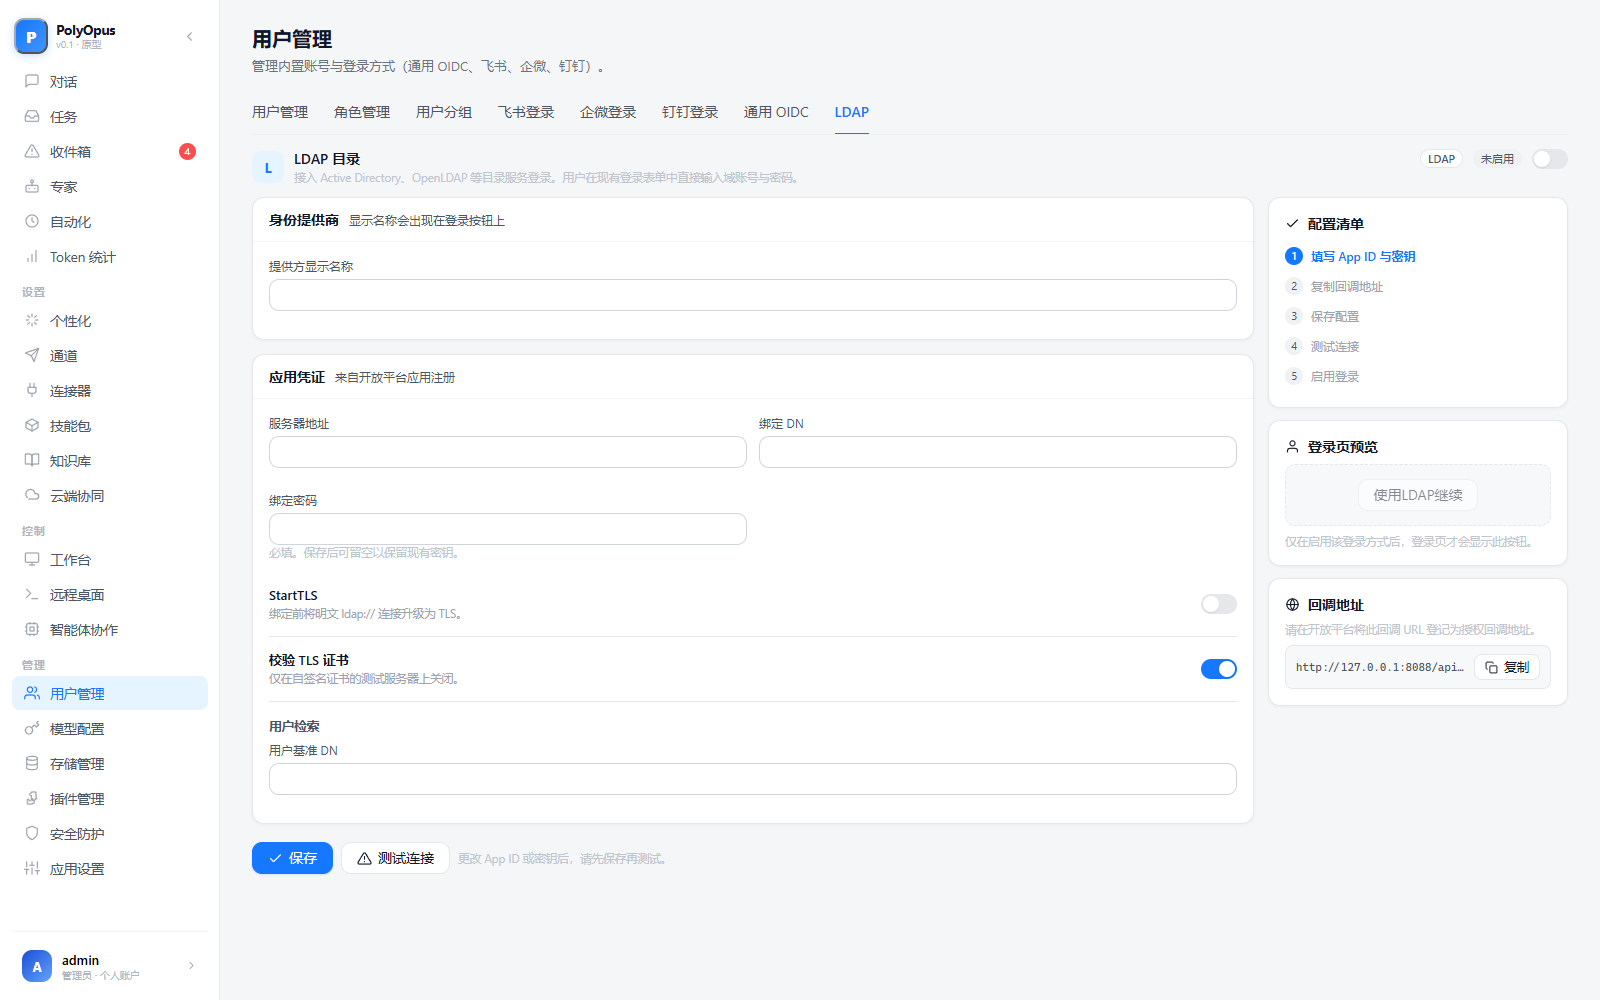 P
PolyOpus
v0.1 · 原型
对话
任务
收件箱
4
专家
自动化
Token 统计
设置
个性化
通道
连接器
技能包
知识库
云端协同
控制
工作台
远程桌面
智能体协作
管理
用户管理
模型配置
存储管理
插件管理
安全防护
应用设置
A
admin
管理员 · 个人账户
用户管理
管理内置账号与登录方式（通用 OIDC、飞书、企微、钉钉）。
用户管理 角色管理 用户分组 飞书登录 企微登录 钉钉登录 通用 OIDC LDAP
L
LDAP 目录
接入 Active Directory、OpenLDAP 等目录服务登录。用户在现有登录表单中直接输入域账号与密码。
LDAP 未启用
身份提供商 显示名称会出现在登录按钮上
提供方显示名称
应用凭证 来自开放平台应用注册
服务器地址 绑定 DN
绑定密码
必填。保存后可留空以保留现有密钥。
StartTLS
绑定前将明文 ldap:// 连接升级为 TLS。
校验 TLS 证书
仅在自签名证书的测试服务器上关闭。
用户检索
用户基准 DN
保存 测试连接 更改 App ID 或密钥后，请先保存再测试。
配置清单
1 填写 App ID 与密钥
2 复制回调地址
3 保存配置
4 测试连接
5 启用登录
登录页预览
使用LDAP继续
仅在启用该登录方式后，登录页才会显示此按钮。
回调地址
请在开放平台将此回调 URL 登记为授权回调地址。
http://127.0.0.1:8088/api… 复制